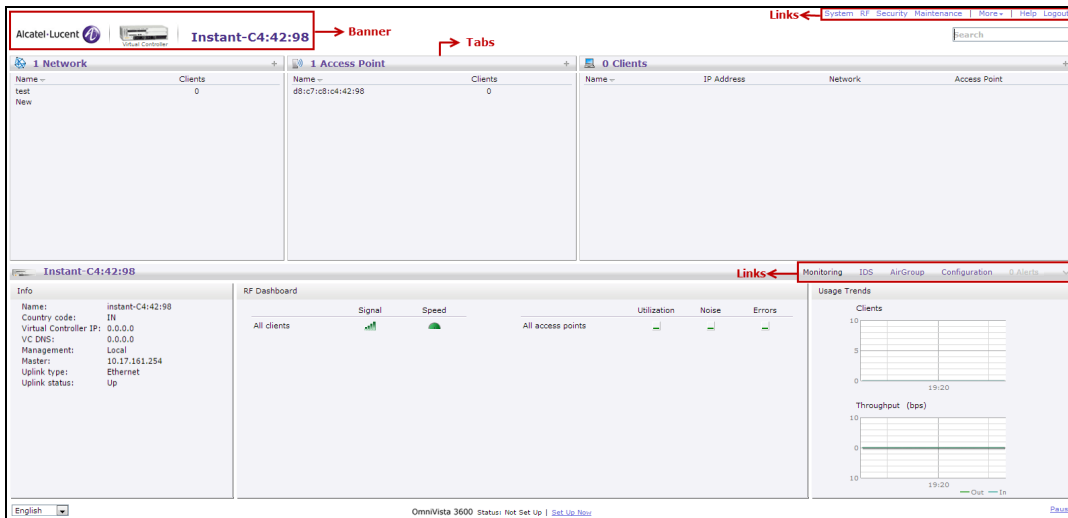 Links
System RF Security Maintenance | More | Help Logout
Alcatel·Lucent
Virtual Controller
Instant-C4:42:98
Banner
Search
Tabs
1 Network +
1 Access Point +
0 Clients +
Name Clients
Name Clients
Name IP Address Network Access Point
test 0
d8:c7:c8:c4:42:98 0
New
Instant-C4:42:98
Links
Monitoring IDS AirGroup Configuration 0 Alerts
Info
RF Dashboard
Usage Trends
Name: instant-C4:42:98
Country code: IN
Virtual Controller IP: 0.0.0.0
VC DNS: 0.0.0.0
Management: Local
Master: 10.17.161.254
Uplink type: Ethernet
Uplink status: Up
Signal Speed
All clients
Utilization Noise Errors
All access points
Clients
10
5
0
19:20
Throughput (bps)
10
0
10
19:20
Out In
English
OmniVista 3600 Status: Not Set Up | Set Up Now
Paus